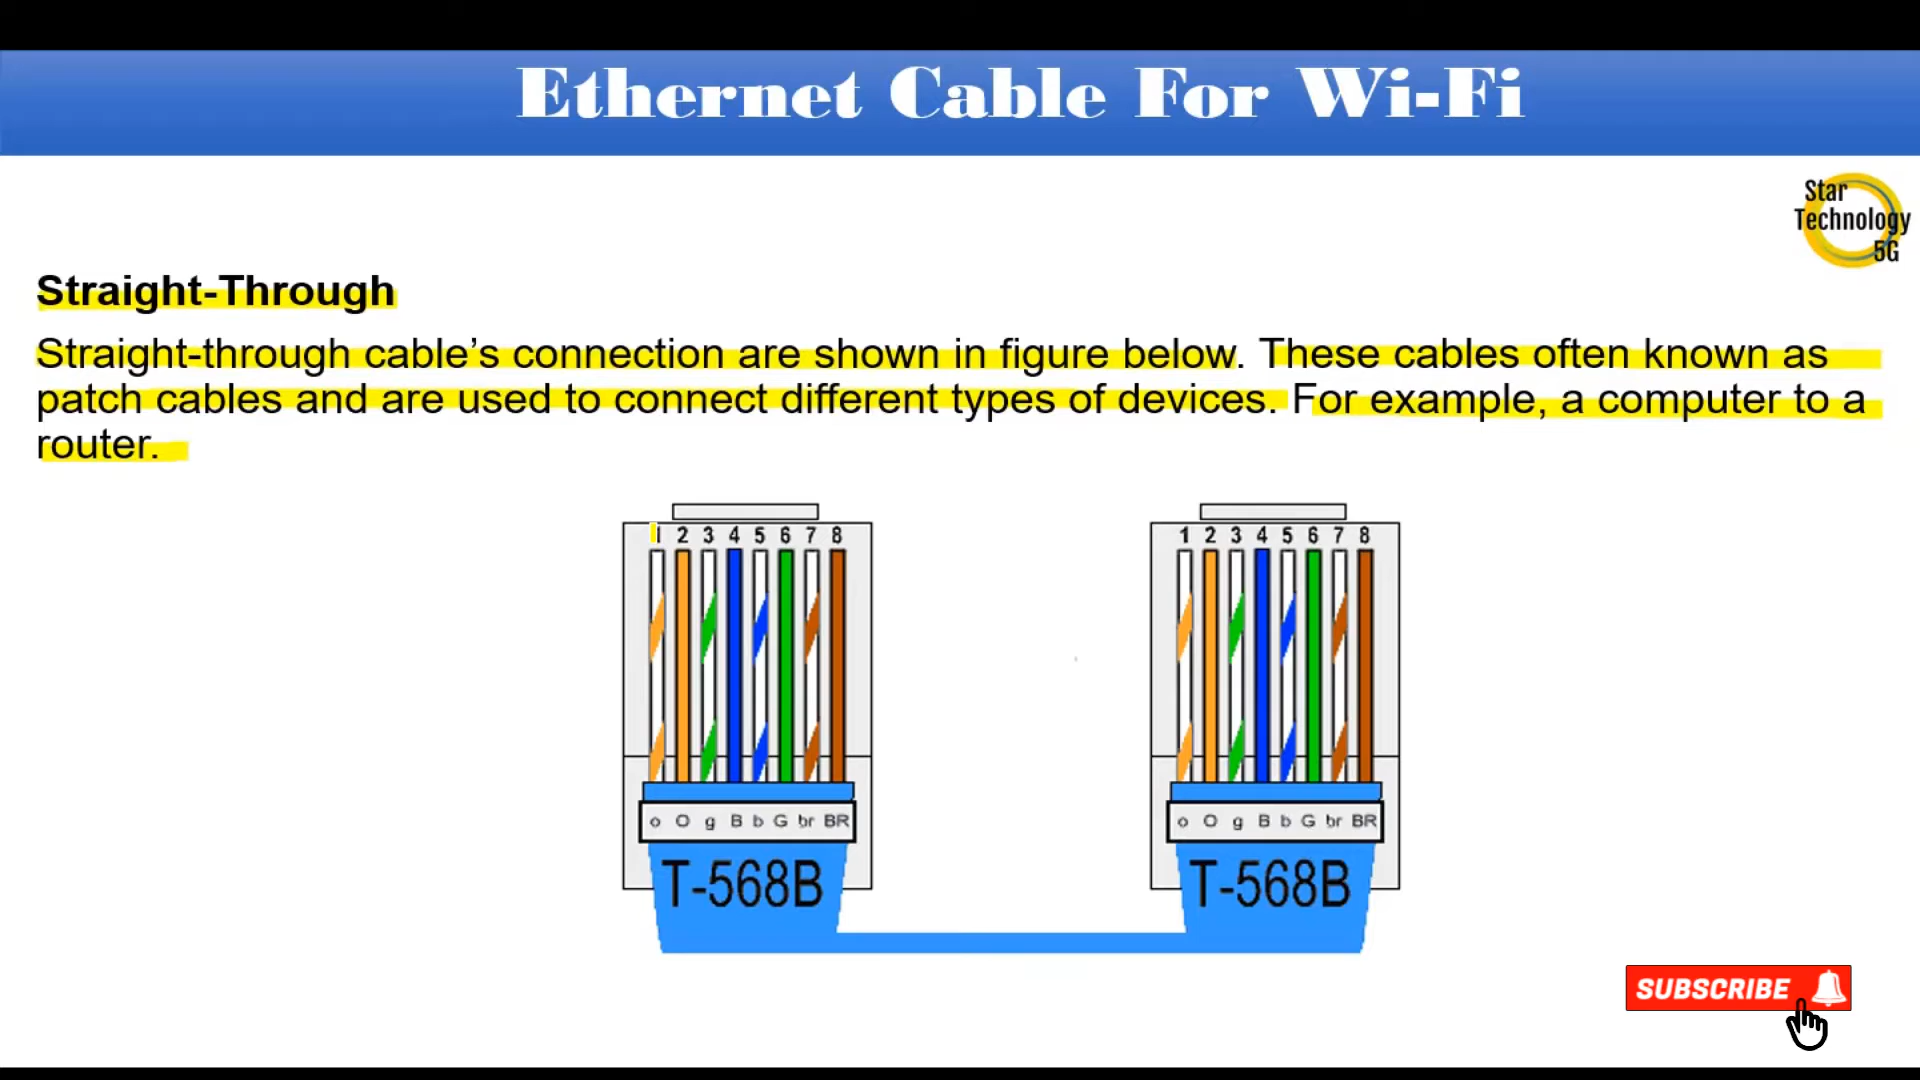 Ethernet Cable For Wi-Fi
Star
Technology
5G
Straight-Through
Straight-through cable’s connection are shown in figure below. These cables often known as
patch cables and are used to connect different types of devices. For example, a computer to a
router.
1 2 3 4 5 6 7 8
1 2 3 4 5 6 7 8
o O g B b G br BR
o O g B b G br BR
T-568B
T-568B
SUBSCRIBE